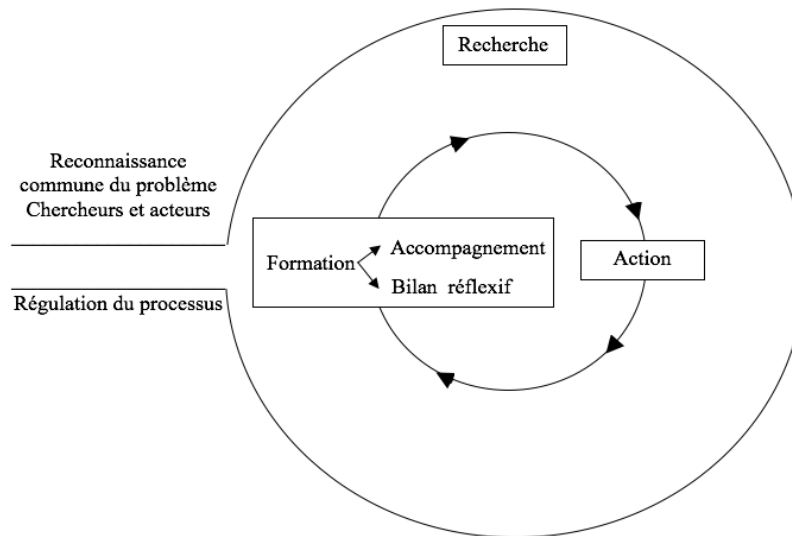 Recherche
Reconnaissance
commune du problème
Chercheurs et acteurs
Formation
Accompagnement
Bilan réflexif
Action
Régulation du processus